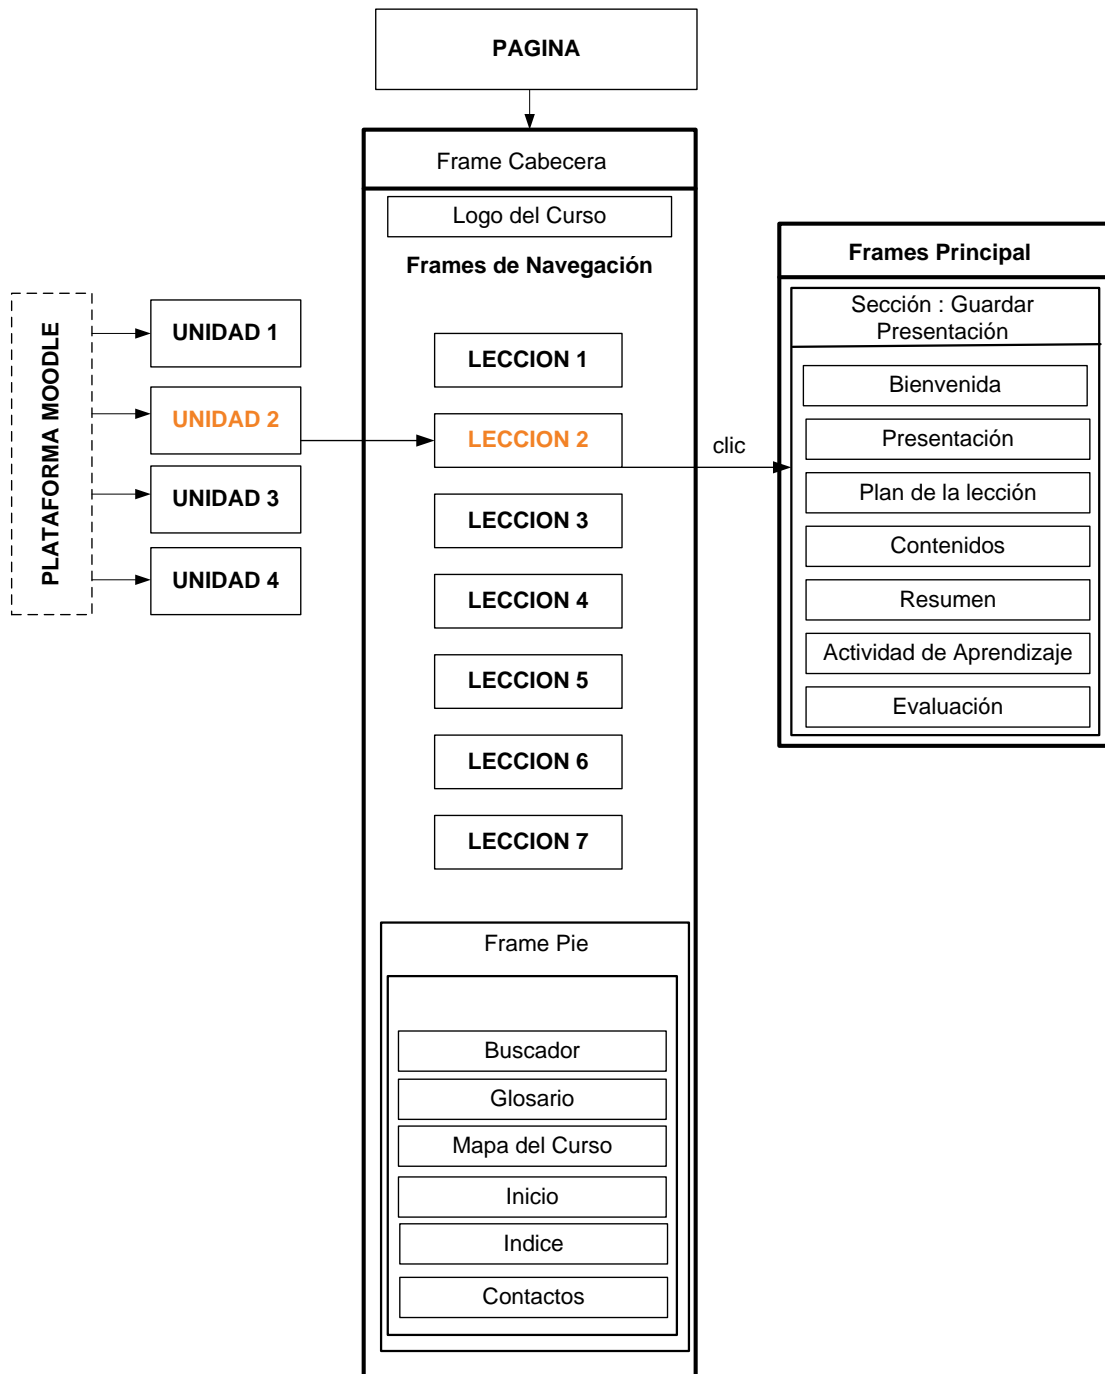 PAGINA
Frame Cabecera
Logo del Curso
Frames de Navegación
PLATAFORMA MOODLE
UNIDAD 1
UNIDAD 2
UNIDAD 3
UNIDAD 4
LECCION 1
LECCION 2
LECCION 3
LECCION 4
LECCION 5
LECCION 6
LECCION 7
clic
Frames Principal
Sección : Guardar
Presentación
Bienvenida
Presentación
Plan de la lección
Contenidos
Resumen
Actividad de Aprendizaje
Evaluación
Frame Pie
Buscador
Glosario
Mapa del Curso
Inicio
Indice
Contactos